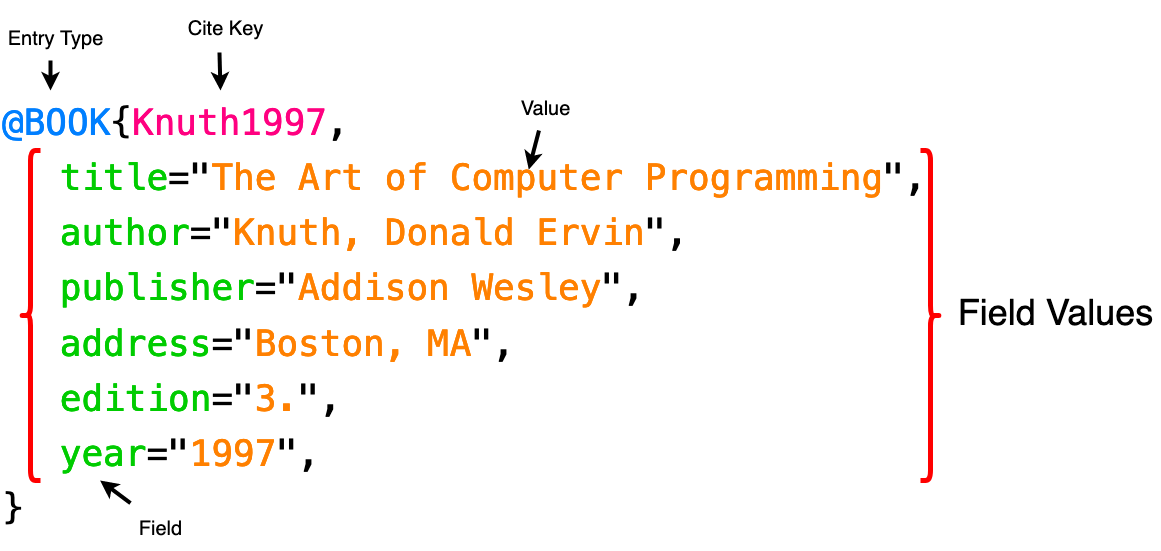 Entry Type
Cite Key
@BOOK{Knuth1997,
Value
title="The Art of Computer Programming",
author="Knuth, Donald Ervin",
publisher="Addison Wesley",
address="Boston, MA",
edition="3.",
year="1997",
}
Field
Field Values